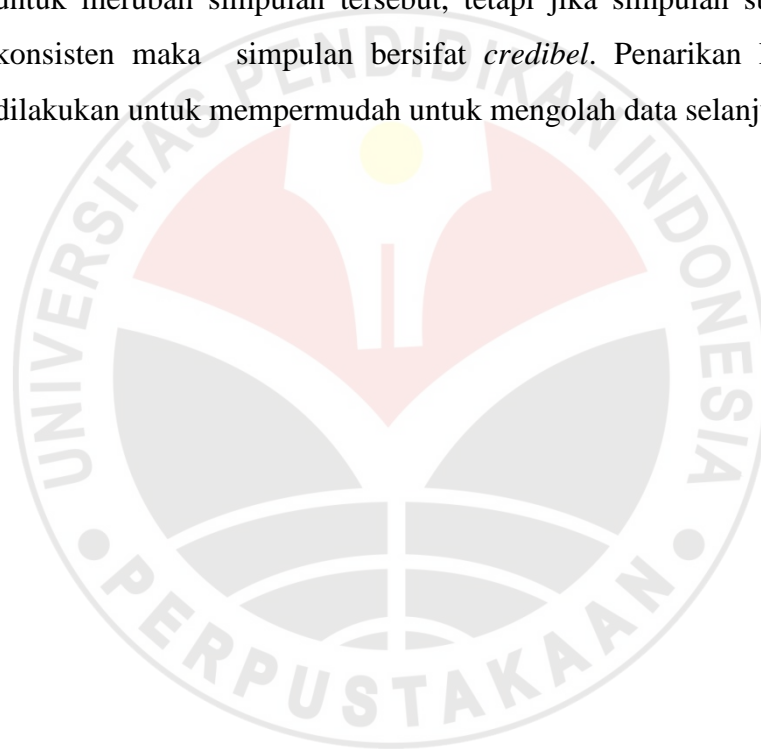 untuk merubah simpulan tersebut, tetapi jika simpulan
konsisten maka simpulan bersifat credibel. Penarikan
dilakukan untuk mempermudah untuk mengolah data
UNIVERSITAS PENDIDIKAN INDONESIA
PERPUSTAKAAN